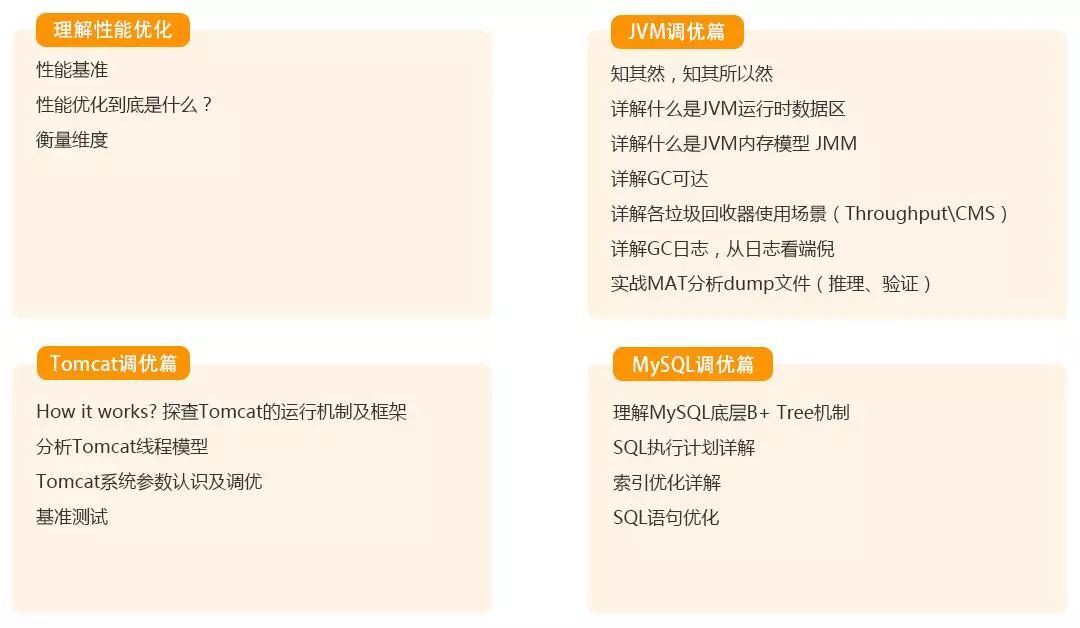 理解性能优化
性能基准
性能优化到底是什么？
衡量维度
JVM调优篇
知其然，知其所以然
详解什么是JVM运行时数据区
详解什么是JVM内存模型 JMM
详解GC可达
详解各垃圾回收器使用场景（Throughput\CMS）
详解GC日志，从日志看端倪
实战MAT分析dump文件（推理、验证）
Tomcat调优篇
How it works? 探查Tomcat的运行机制及框架
分析Tomcat线程模型
Tomcat系统参数认识及调优
基准测试
MySQL调优篇
理解MySQL底层B+ Tree机制
SQL执行计划详解
索引优化详解
SQL语句优化